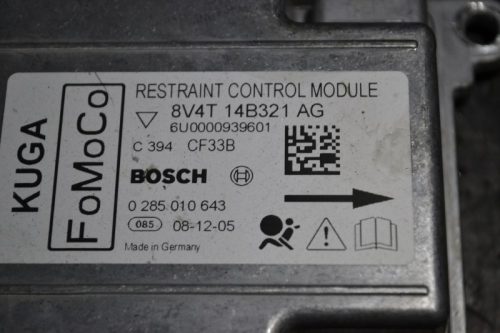 KUGA
FoMoCo
RESTRAINT CONTROL MODULE
8V4T 14B321 AG
6U0000939601
C 394 CF33B
BOSCH
0 285 010 643
085 08-12-05
Made in Germany